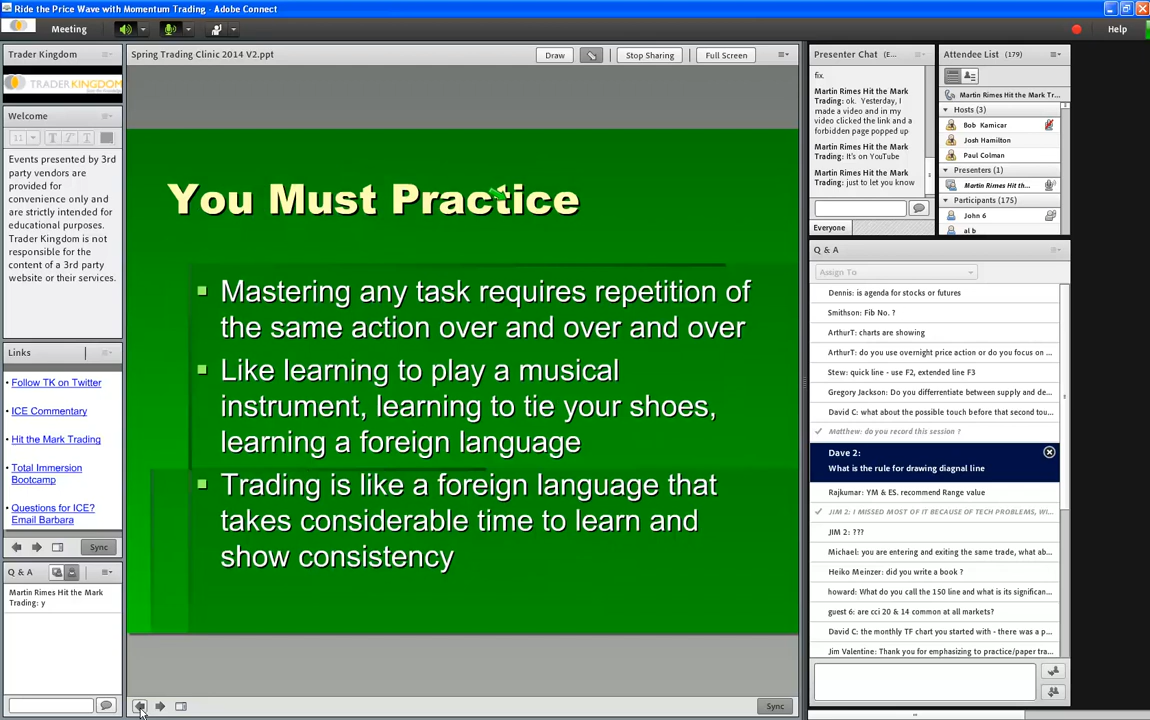 Ride the Price Wave with Momentum Trading - Adobe Connect
Meeting
Help
Trader Kingdom
TRADERKINGDOM
Welcome
11
T T T
Events presented by 3rd
party vendors are
provided for
convenience only and
are strictly intended for
educational purposes.
Trader Kingdom is not
responsible for the
content of a 3rd party
website or their services.
Links
• Follow TK on Twitter
• ICE Commentary
• Hit the Mark Trading
• Total Immersion
Bootcamp
• Questions for ICE?
Email Barbara
Sync
Q & A
Martin Rimes Hit the Mark
Trading: y
Spring Trading Clinic 2014 V2.ppt
Draw
Stop Sharing
Full Screen
You Must Practice
Mastering any task requires repetition of
the same action over and over and over
Like learning to play a musical
instrument, learning to tie your shoes,
learning a foreign language
Trading is like a foreign language that
takes considerable time to learn and
show consistency
Sync
Presenter Chat (E...
fix.
Martin Rimes Hit the Mark
Trading: ok. Yesterday, I
made a video and in my
video clicked the link and a
forbidden page popped up
Martin Rimes Hit the Mark
Trading: It's on YouTube
Martin Rimes Hit the Mark
Trading: just to let you know
Everyone
Attendee List (179)
Martin Rimes Hit the Mark Tr...
Hosts (3)
Bob Kamicar
Josh Hamilton
Paul Colman
Presenters (1)
Martin Rimes Hit th...
Participants (175)
John 6
al b
Q & A
Assign To
Dennis: is agenda for stocks or futures
Smithson: Fib No. ?
ArthurT: charts are showing
ArthurT: do you use overnight price action or do you focus on ...
Stew: quick line - use F2, extended line F3
Gregory Jackson: Do you differentiate between supply and de...
David C: what about the possible touch before that second tou...
Matthew: do you record this session ?
Dave 2:
What is the rule for drawing diagnal line
Rajkumar: YM & ES. recommend Range value
JIM 2: I MISSED MOST OF IT BECAUSE OF TECH PROBLEMS, WI...
JIM 2: ???
Michael: you are entering and exiting the same trade, what ab...
Heiko Meinzer: did you write a book ?
howard: What do you call the 150 line and what is its significan...
guest 6: are cci 20 & 14 common at all markets?
David C: the monthly TF chart you started with - there was a p...
Jim Valentine: Thank you for emphasizing to practice/paper tra...